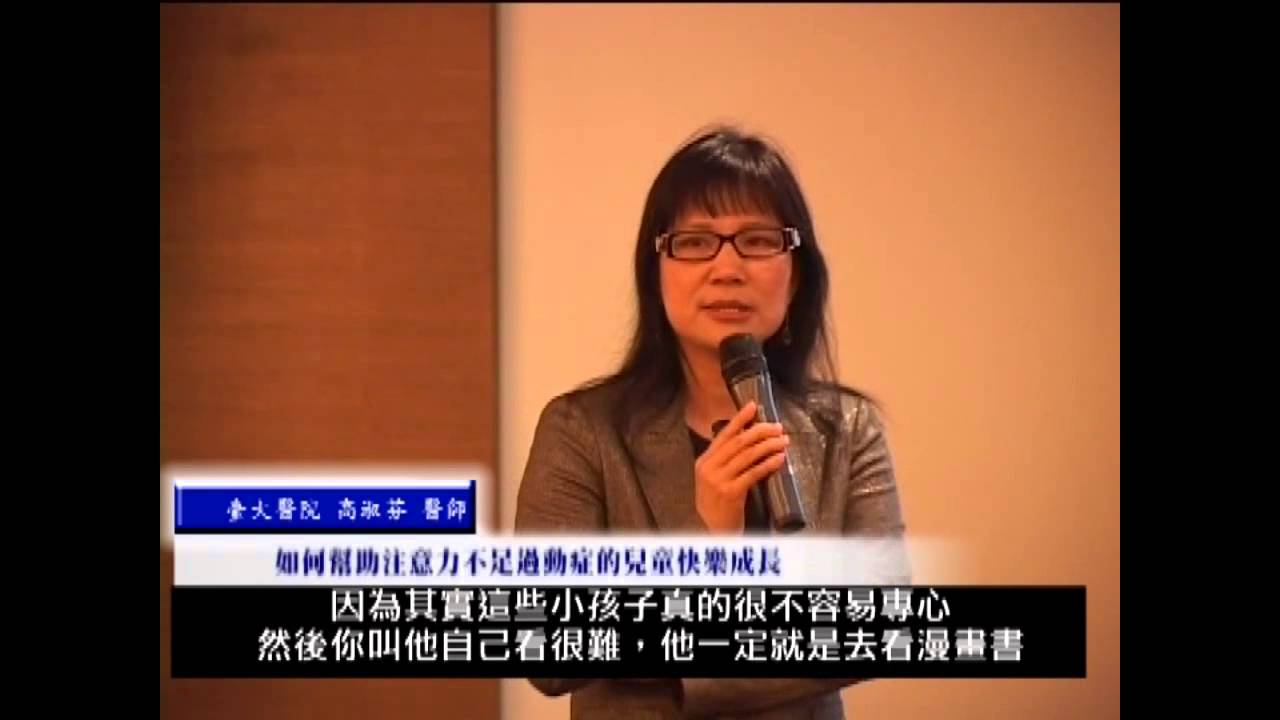 臺大醫院 高淑芬 醫師
如何幫助注意力不足過動症的兒童快樂成長
因為其實這些小孩子真的很不容易專心
然後你叫他自己看很難，他一定就是去看漫畫書